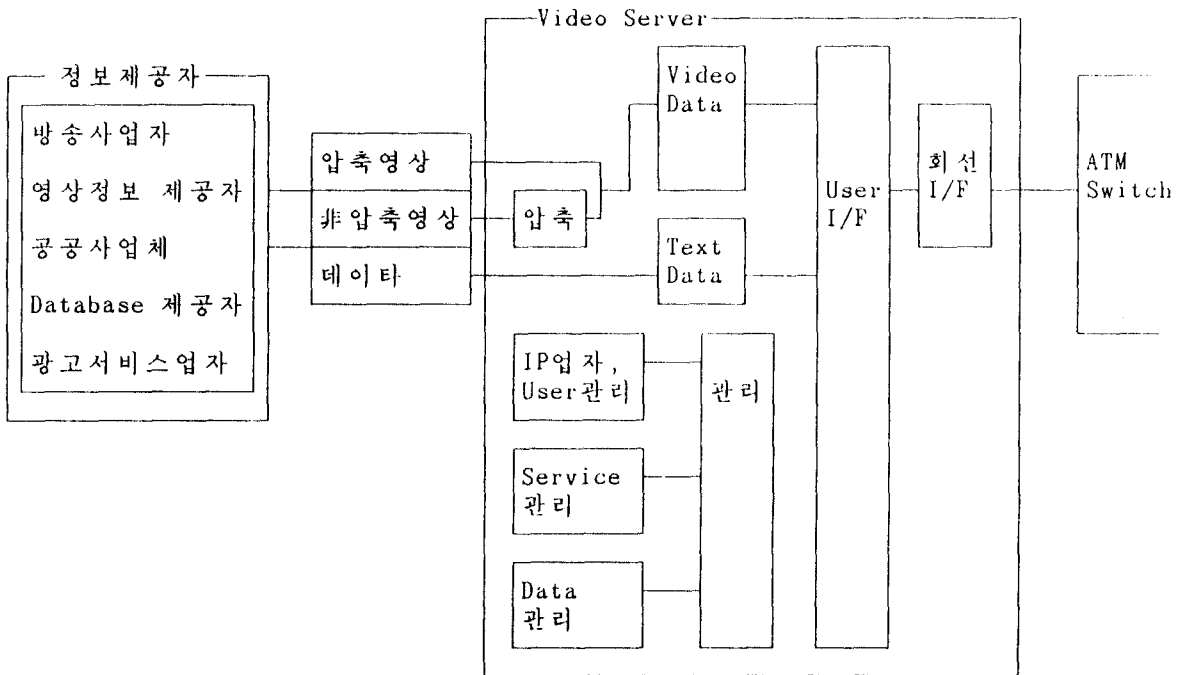 Video Server
정보제공자
방송사업자
영상정보 제공자
공공사업체
Database 제공자
광고서비스업자
압축영상
非압축영상
데이타
압축
Video
Data
Text
Data
IP업자,
User관리
Service
관리
Data
관리
관리
User
I/F
회선
I/F
ATM
Switch